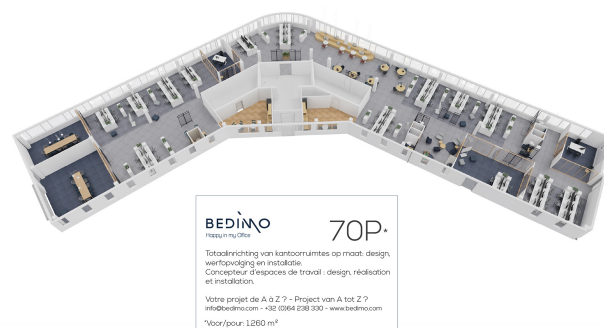 BEDIMO 70P*
Happy in my Office
Totaalinrichting van kantoorruimtes op maat: design,
werfopvolging en installatie.
Concepteur d'espaces de travail : design, réalisation
et installation.
Votre projet de A à Z ? - Project van A tot Z ?
info@bedimo.com - +32 (0)64 238 330 - www.bedimo.com
*Voor/pour: 1.260 m²